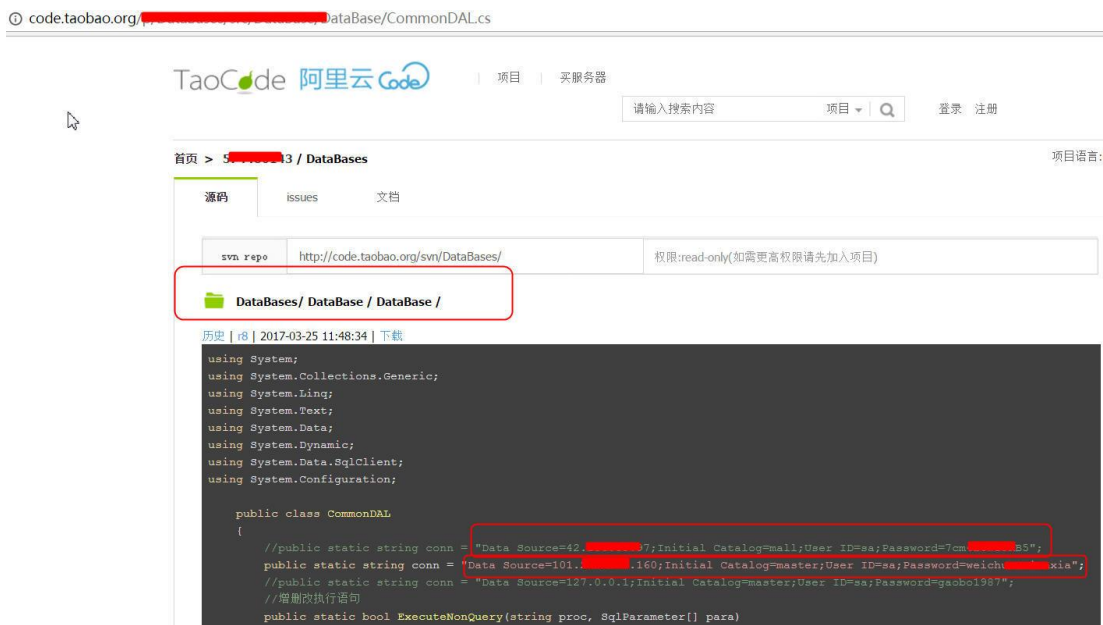 code.taobao.org/ DataBase/CommonDAL.cs
TaoCode 阿里云 Code 项目 买服务器
请输入搜索内容 项目 登录 注册
首页 > 3 / DataBases 项目语言:
源码 issues 文档
svn repo http://code.taobao.org/svn/DataBases/ 权限:read-only(如需更高权限请先加入项目)
DataBases/ DataBase / DataBase /
历史 | r8 | 2017-03-25 11:48:34 | 下载
using System;
using System.Collections.Generic;
using System.Linq;
using System.Text;
using System.Data;
using System.Dynamic;
using System.Data.SqlClient;
using System.Configuration;
public class CommonDAL
{
//public static string conn = "Data Source=42. 97;Initial Catalog=mall;User ID=sa;Password=7cm B5";
public static string conn = "Data Source=101. .160;Initial Catalog=master;User ID=sa;Password=weichu xia";
//public static string conn = "Data Source=127.0.0.1;Initial Catalog=master;User ID=sa;Password=gaobo1987";
//增删改执行语句
public static bool ExecuteNonQuery(string proc, SqlParameter[] para)